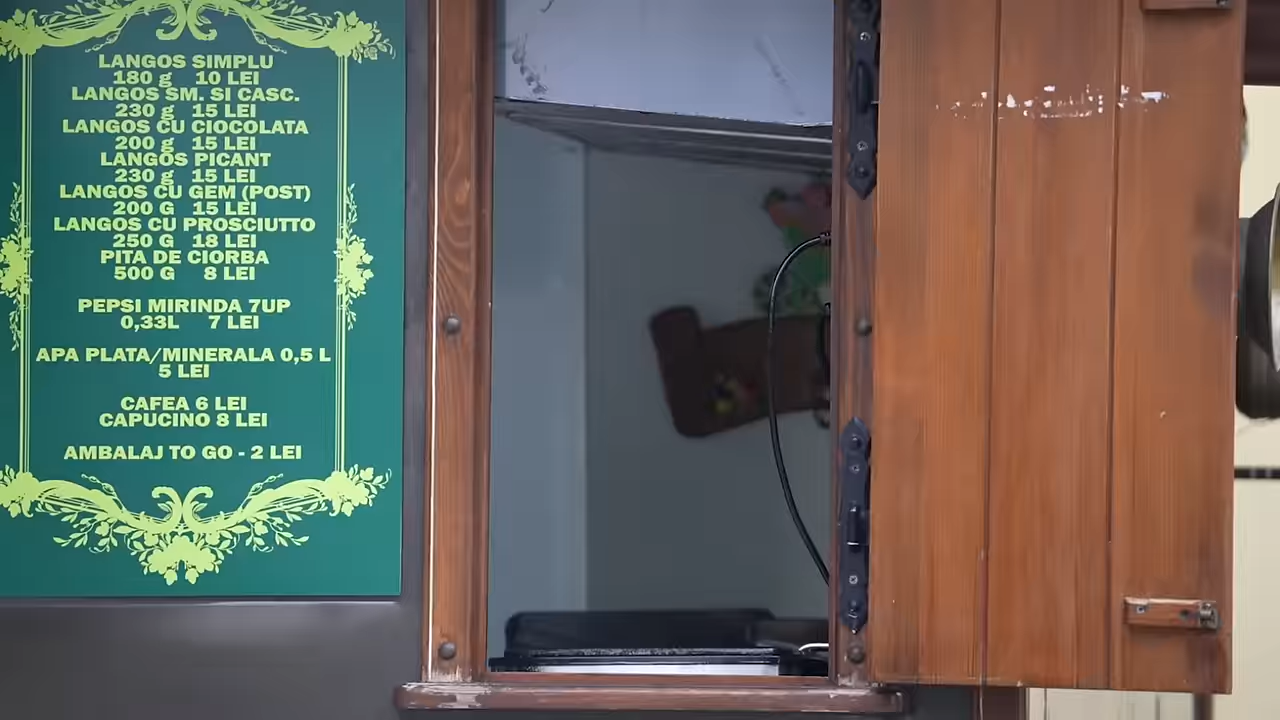 LANGOS SIMPLU
180 g 10 LEI
LANGOS SM. SI CASC.
230 g 15 LEI
LANGOS CU CIOCOLATA
200 g 15 LEI
LANGOS PICANT
230 g 15 LEI
LANGOS CU GEM (POST)
200 G 15 LEI
LANGOS CU PROSCIUTTO
250 G 18 LEI
PITA DE CIORBA
500 G 8 LEI
PEPSI MIRINDA 7UP
0,33L 7 LEI
APA PLATA/MINERALA 0,5 L
5 LEI
CAFEA 6 LEI
CAPUCINO 8 LEI
AMBALAJ TO GO - 2 LEI